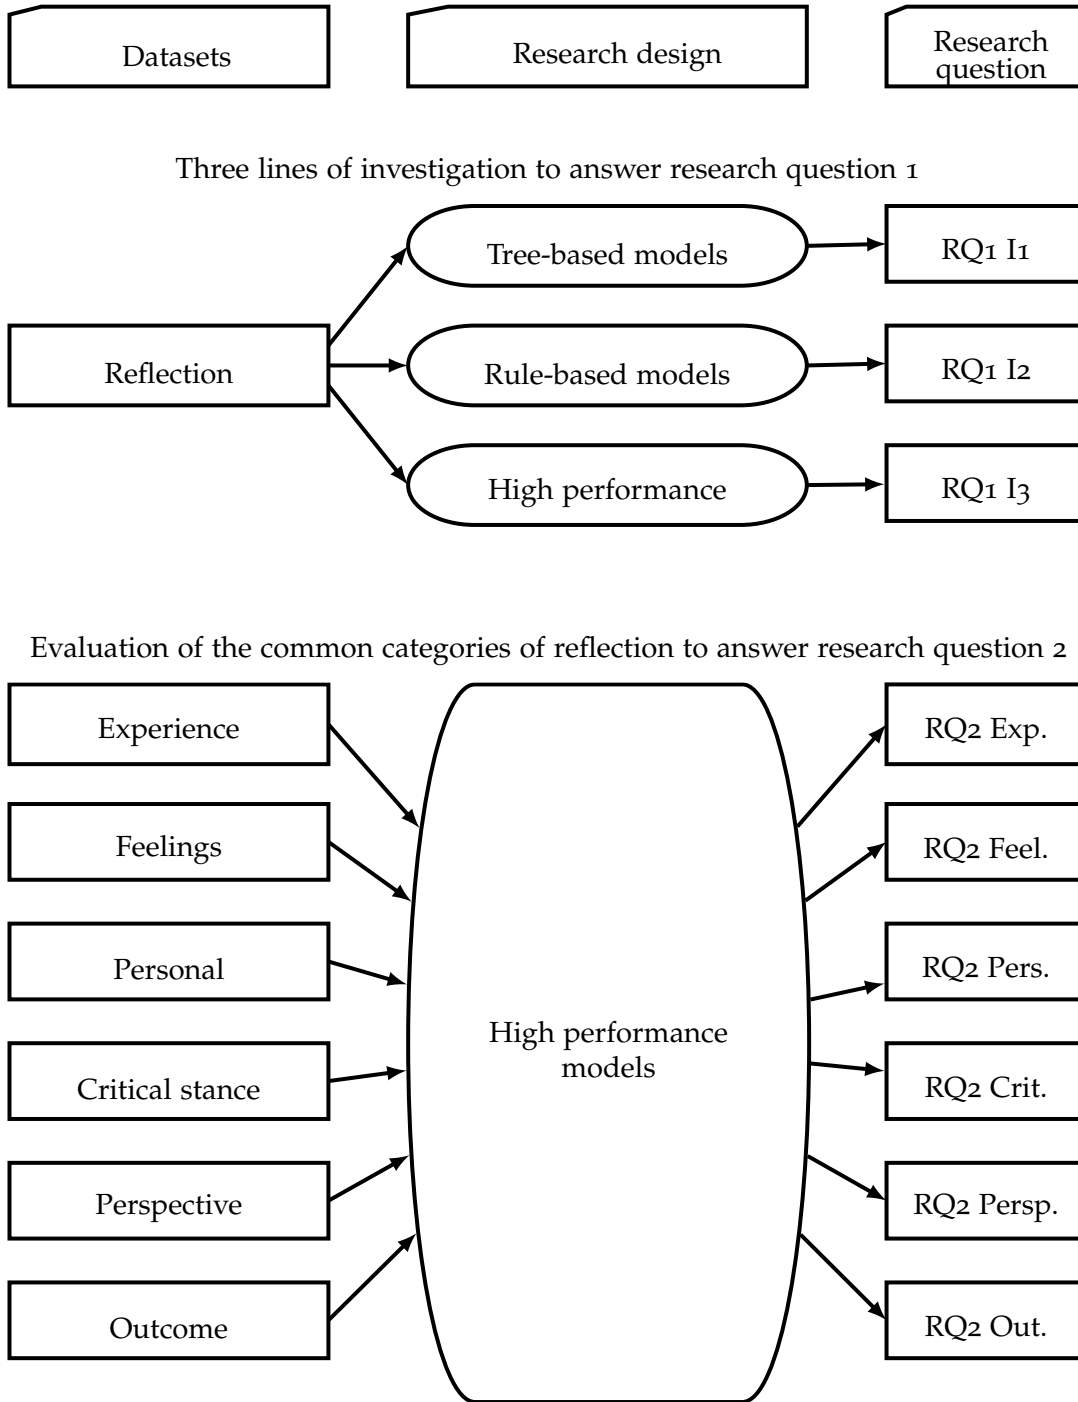 Datasets
Research design
Research
question
Three lines of investigation to answer research question 1
Tree-based models
RQ1 I1
Reflection
Rule-based models
RQ1 I2
High performance
RQ1 I3
Evaluation of the common categories of reflection to answer research question 2
Experience
RQ2 Exp.
Feelings
RQ2 Feel.
Personal
RQ2 Pers.
High performance
models
Critical stance
RQ2 Crit.
Perspective
RQ2 Persp.
Outcome
RQ2 Out.